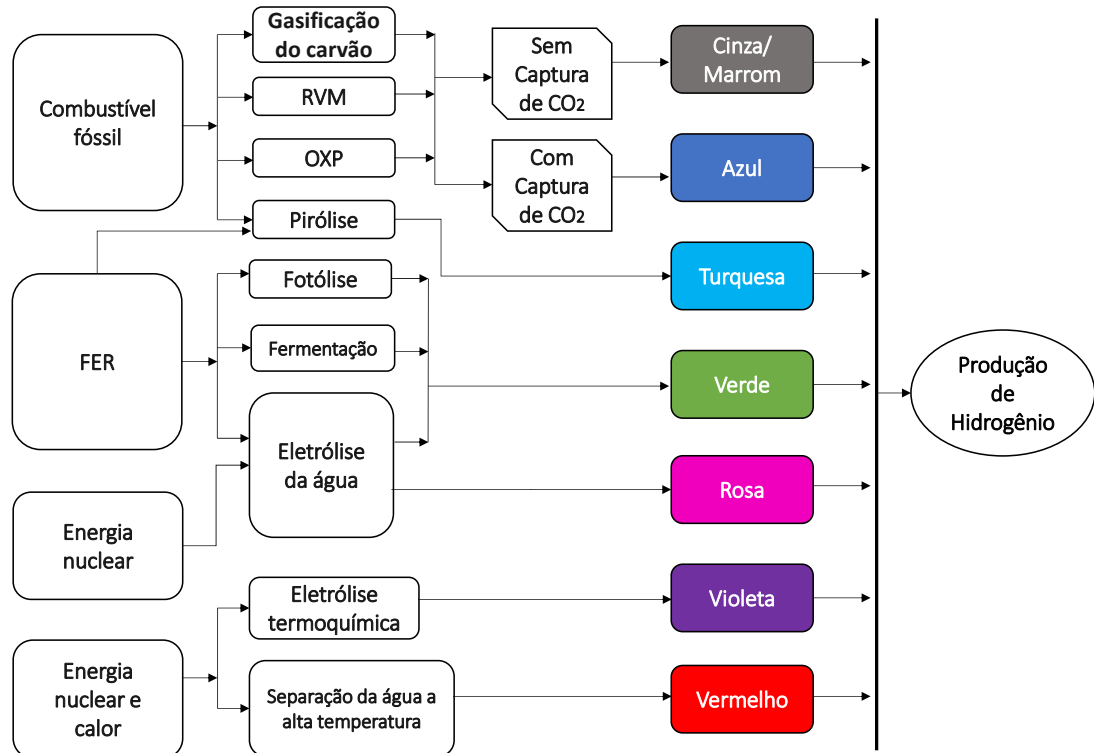 Gasificação
do carvão
RVM
OXP
Pirólise
Combustível
fóssil
Sem
Captura
de CO2
Com
Captura
de CO2
Cinza/
Marrom
Azul
Turquesa
FER
Fotólise
Fermentação
Eletrólise
da água
Verde
Rosa
Produção
de
Hidrogênio
Energia
nuclear
Eletrólise
termoquímica
Violeta
Energia
nuclear e
calor
Separação da água a
alta temperatura
Vermelho